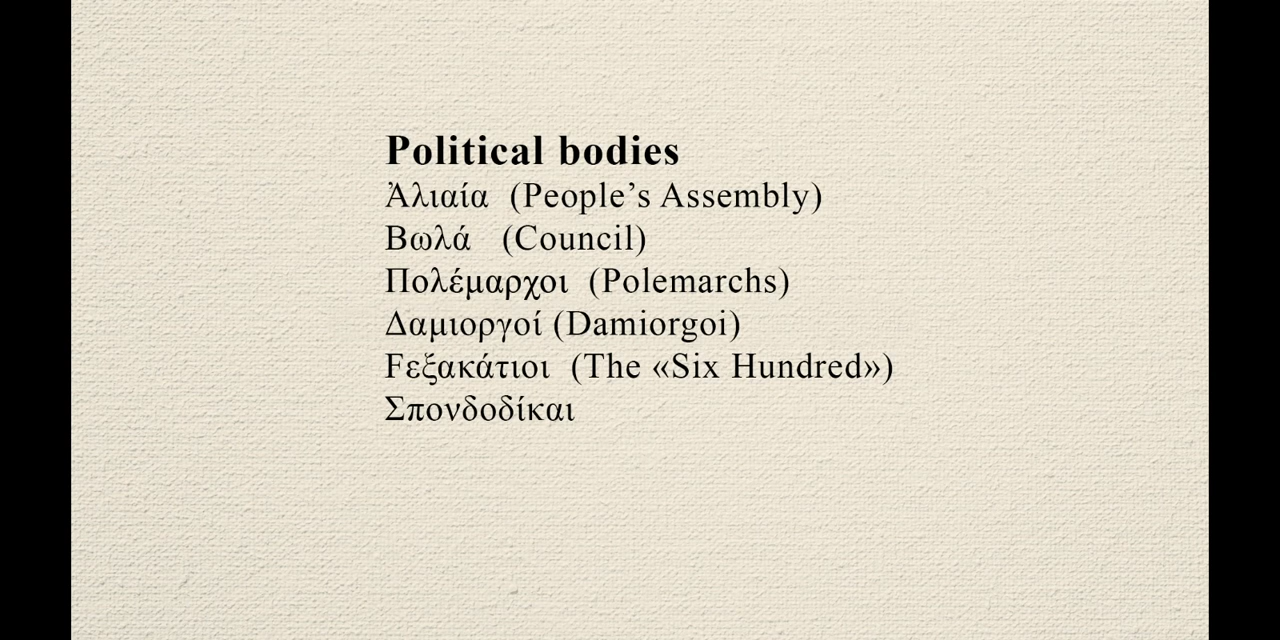 Political bodies
Ἀλιαία (People’s Assembly)
Βωλά (Council)
Πολέμαρχοι (Polemarchs)
Δαμιοργοί (Damiorgoi)
Ϝεξακάτιοι (The «Six Hundred»)
Σπονδοδίκαι